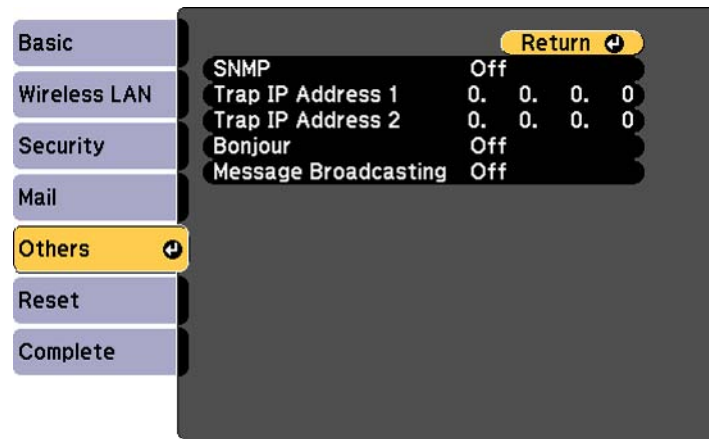 Basic
Wireless LAN
Security
Mail
Others
Reset
Complete
Return
SNMP Off
Trap IP Address 1 0. 0. 0. 0
Trap IP Address 2 0. 0. 0. 0
Bonjour Off
Message Broadcasting Off